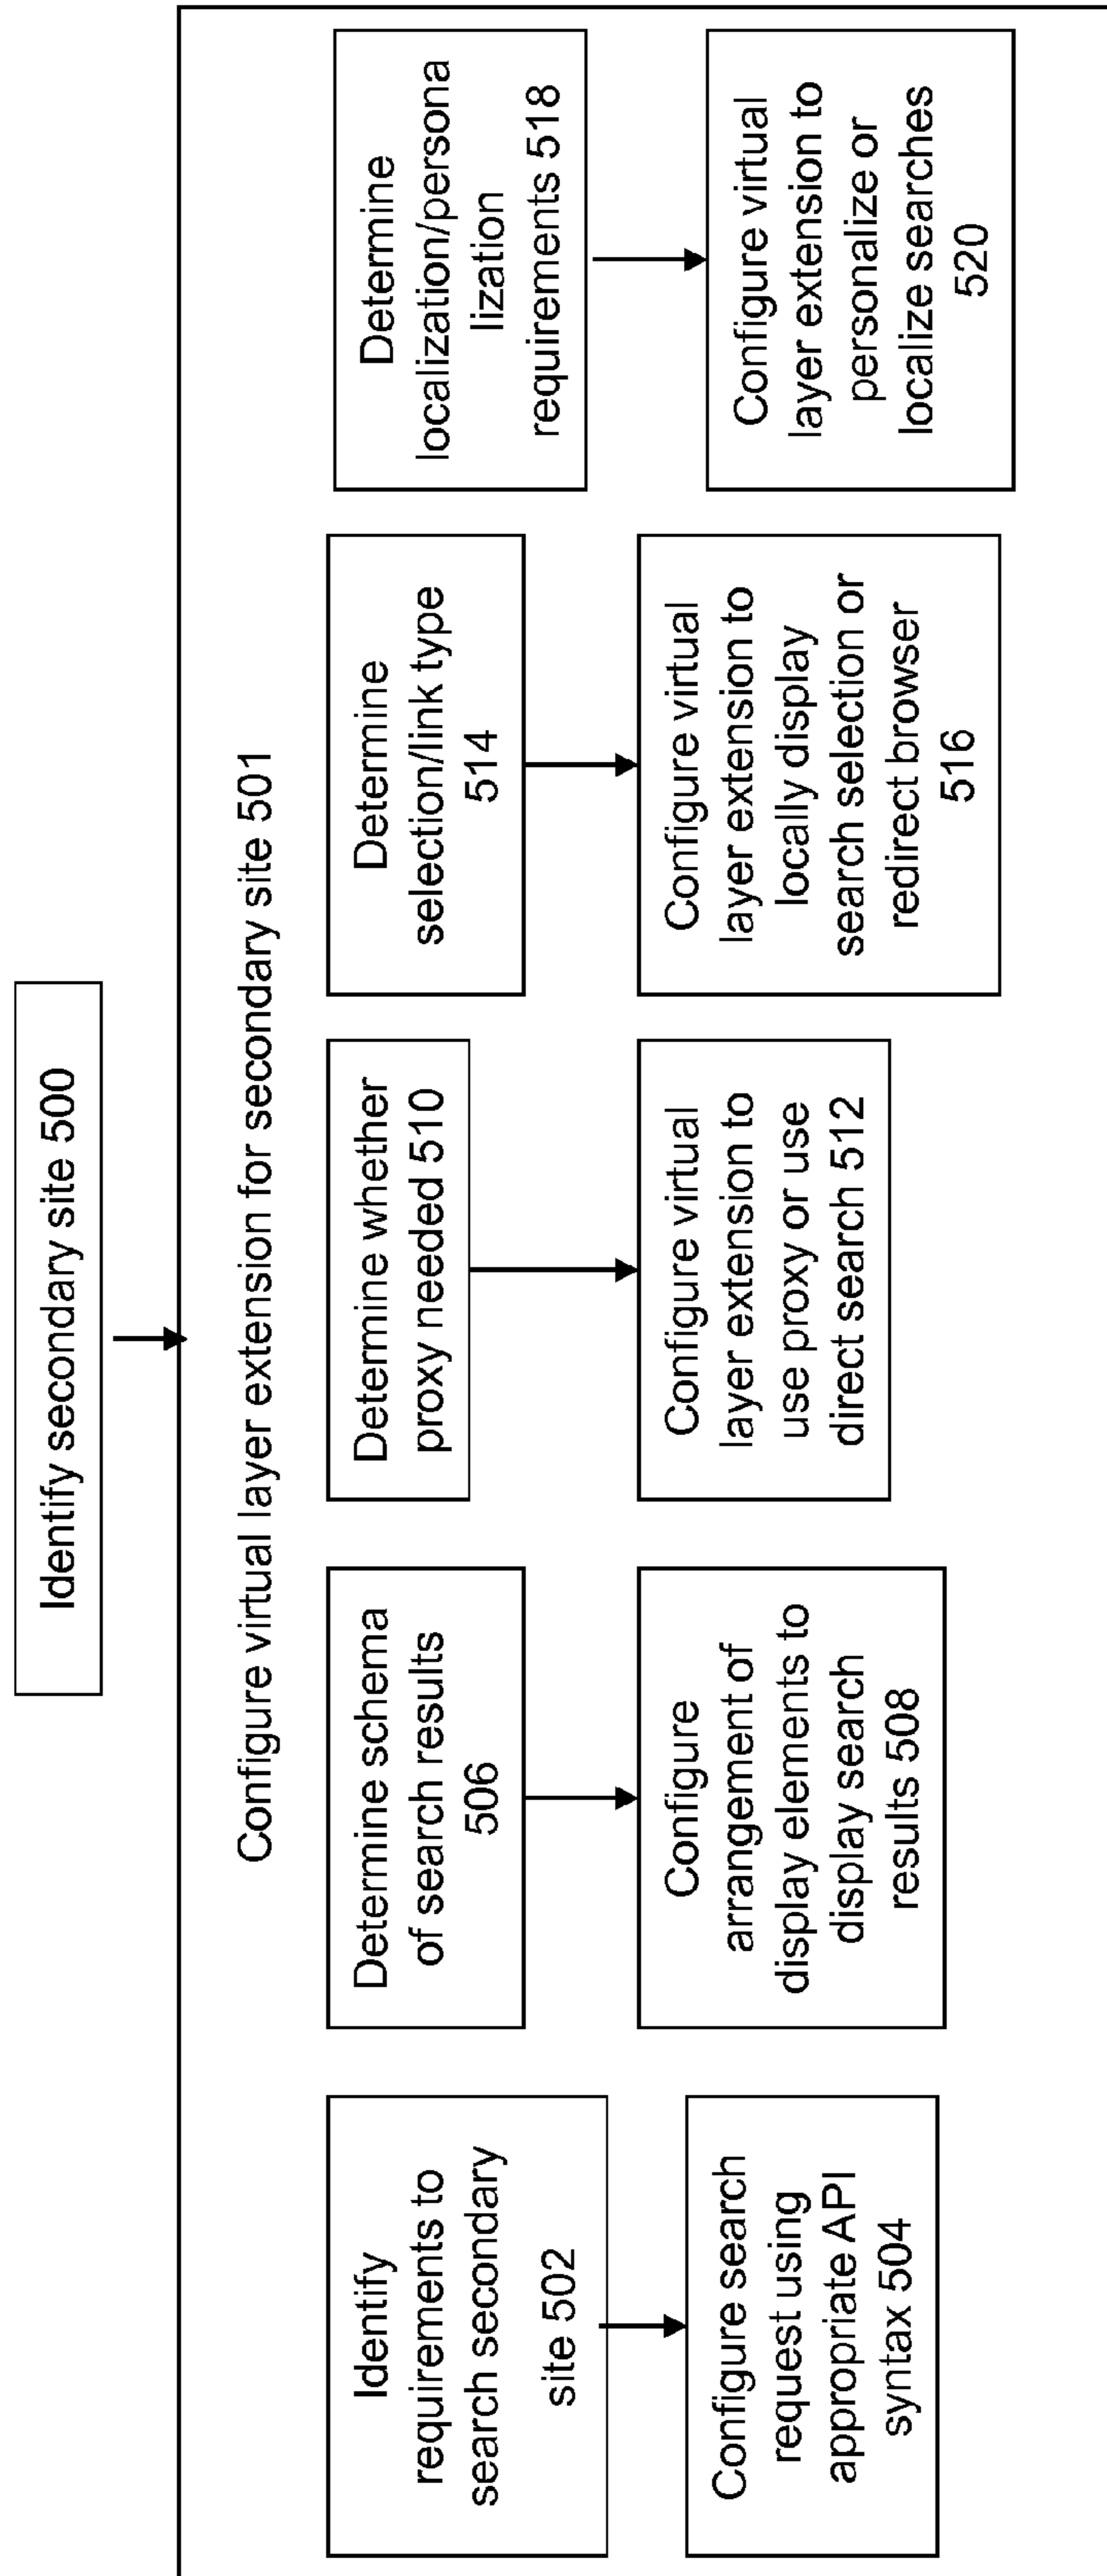 Identify secondary site 500
Configure virtual layer extension for secondary site 501
Identify
requirements to
search secondary
site 502
Configure search
request using
appropriate API
syntax 504
Determine schema
of search results
506
Configure
arrangement of
display elements to
display search
results 508
Determine whether
proxy needed 510
Configure virtual
layer extension to
use proxy or use
direct search 512
Determine
selection/link type
514
Configure virtual
layer extension to
locally display
search selection or
redirect browser
516
Determine
localization/persona
lization
requirements 518
Configure virtual
layer extension to
personalize or
localize searches
520